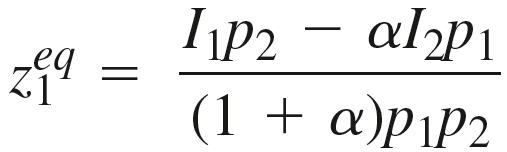 z_1^{eq} = \frac{I_1 p_2 - \alpha I_2 p_1}{(1 + \alpha) p_1 p_2}